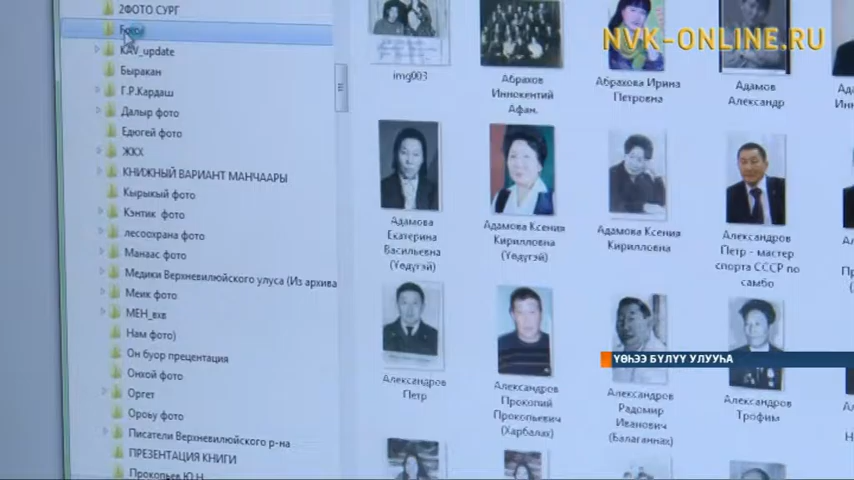 2ФОТО СУРГ
KAV_update
Быракан
Г.Р.Кардаш
Далыр фото
Едюгей фото
ЖКХ
КНИЖНЫЙ ВАРИАНТ МАНЧААРЫ
Кырыкый фото
Кэнтик фото
лесоохрана фото
Манаас фото
Медики Верхневилюйского улуса (Из архива
Меик фото
МЕН_вхв
Нам фото)
Он буор прецентация
Онхой фото
Оргет
Ороьу фото
Писатели Верхневилюйского р-на
ПРЕЗЕНТАЦИЯ КНИГИ
Прокопьев Ю.Н
NVK-ONLINE.RU
img003
Абрахов
Иннокентий
Афан.
Абрахова Ирина
Петровна
Адамов
Александр
Адамова
Екатерина
Васильевна
(Үөдүгэй)
Адамова Ксения
Кирилловна
(Үөдүгэй)
Адамова Ксения
Кирилловна
Александров
Петр - мастер
спорта СССР по
самбо
Александров
Петр
Александров
Прокопий
Прокопьевич
(Харбалах)
Александров
Радомир
Иванович
(Балаганнах)
Александров
Трофим
ҮӨҺЭЭ БҮЛҮҮ УЛУУҺА